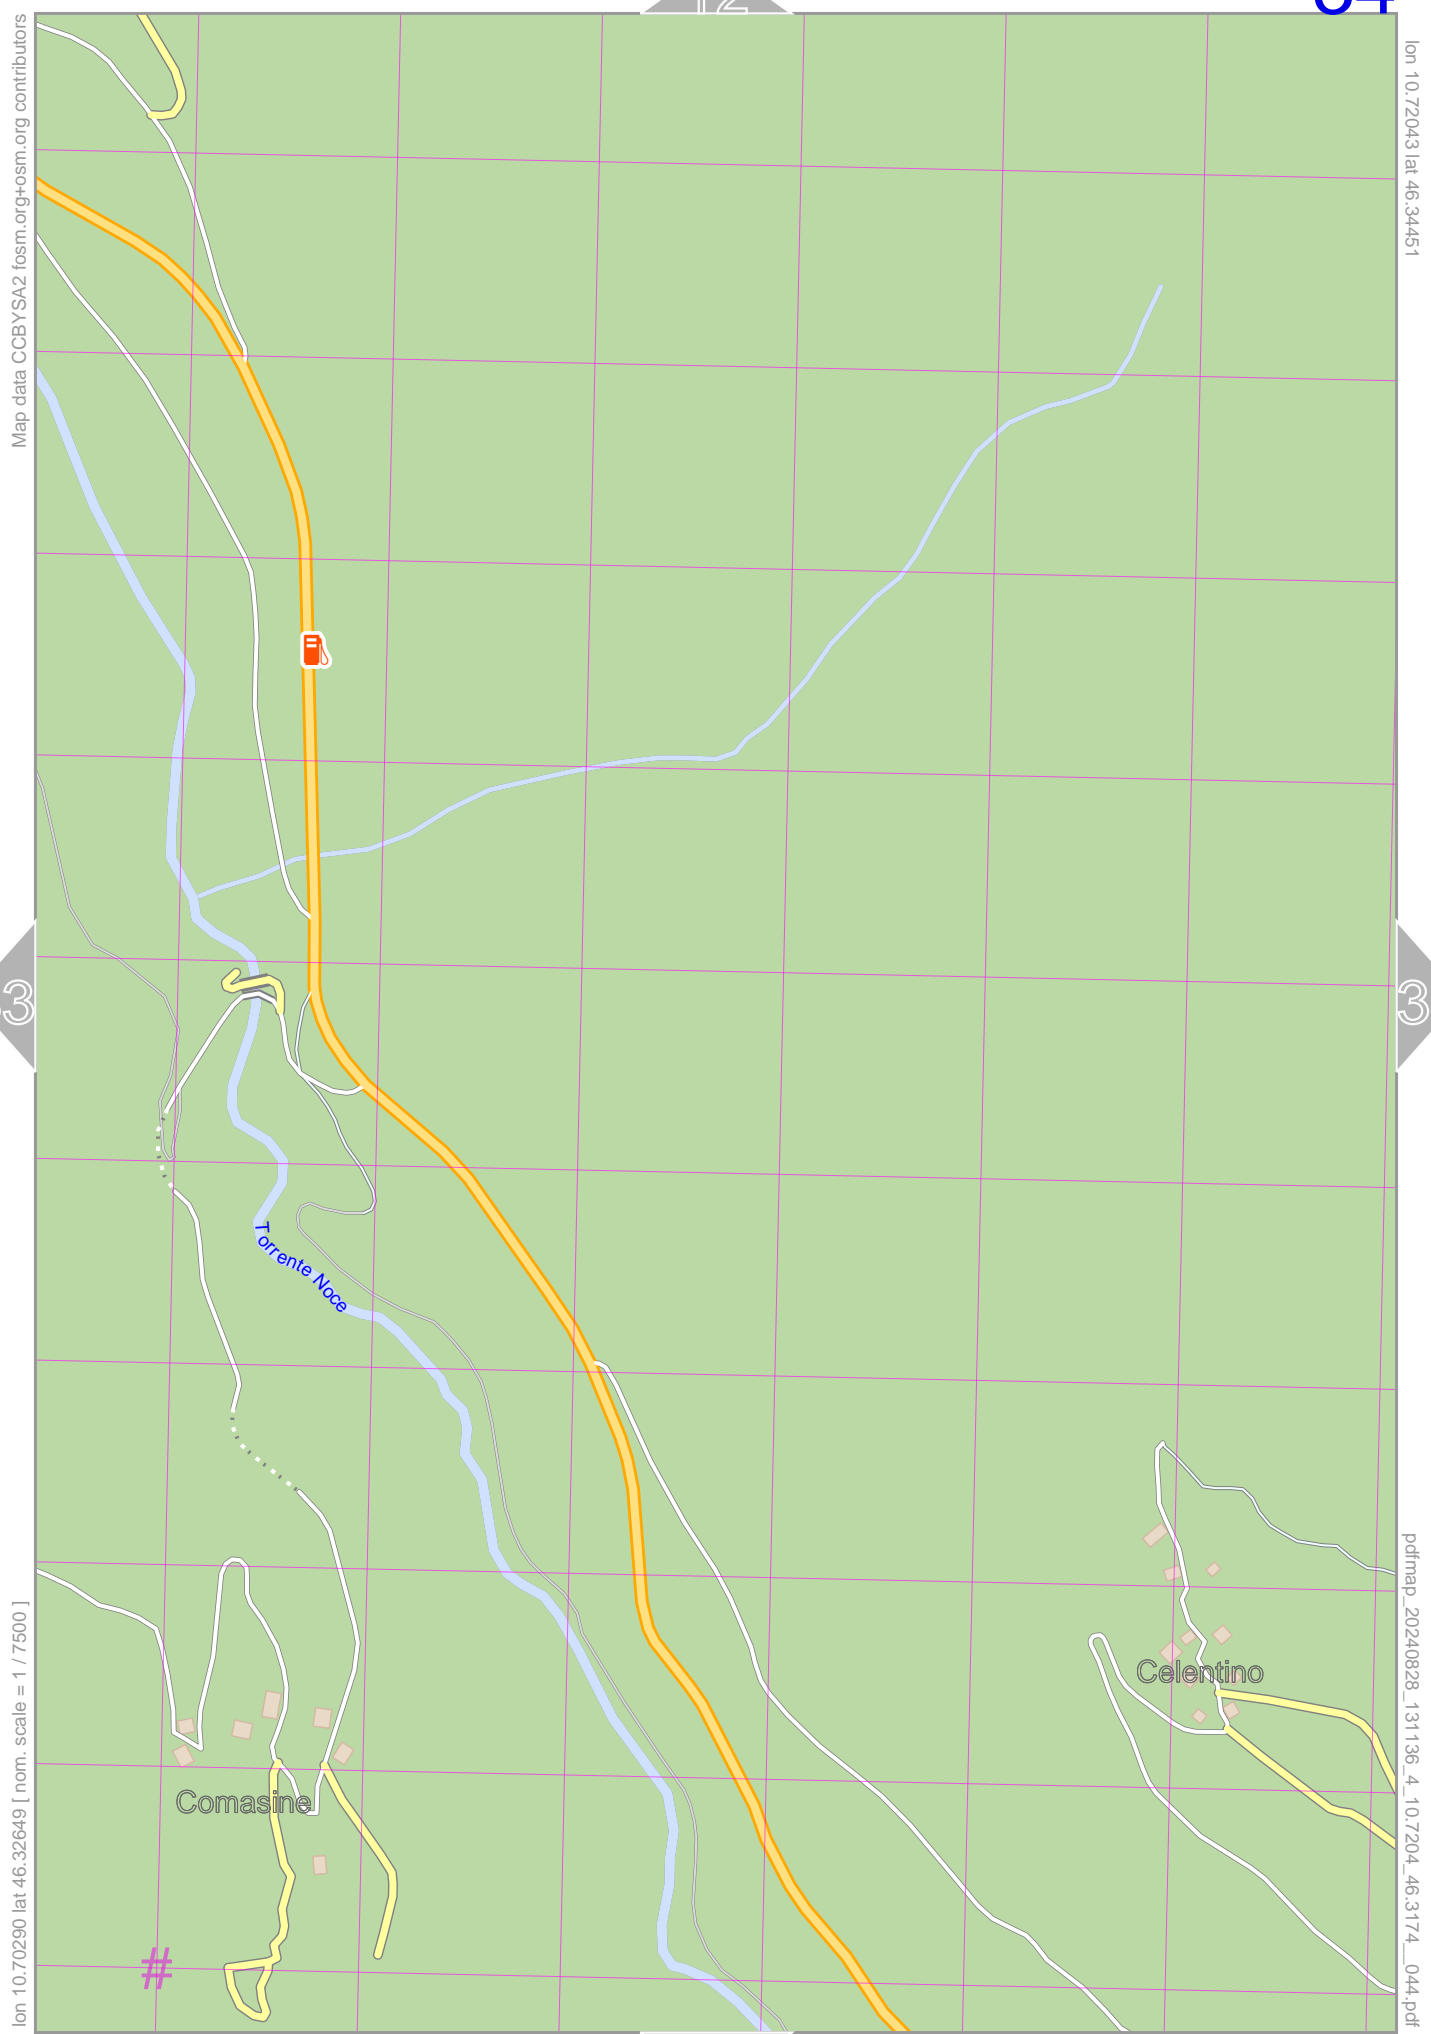 12
Map data CCBYSA2 fosm.org+osm.org contributors
lon 10.72043 lat 46.34451
3
3
Torrente Noce
Celentino
Comasine
#
lon 10.70290 lat 46.32649 [ nom. scale = 1 / 7500 ]
pdfmap_20240828_131136_4_10.7204_46.3174__044.pdf